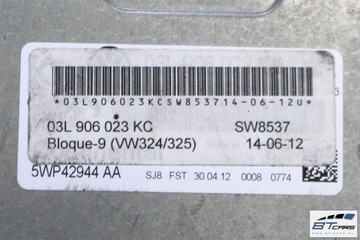 *03L906023KCSW853714-06-12U*
03L 906 023 KC SW8537
Bloque-9 (VW324/325) 14-06-12
5WP42944 AA SJ8 FST 30.04.12 0008 0774
BTCARS